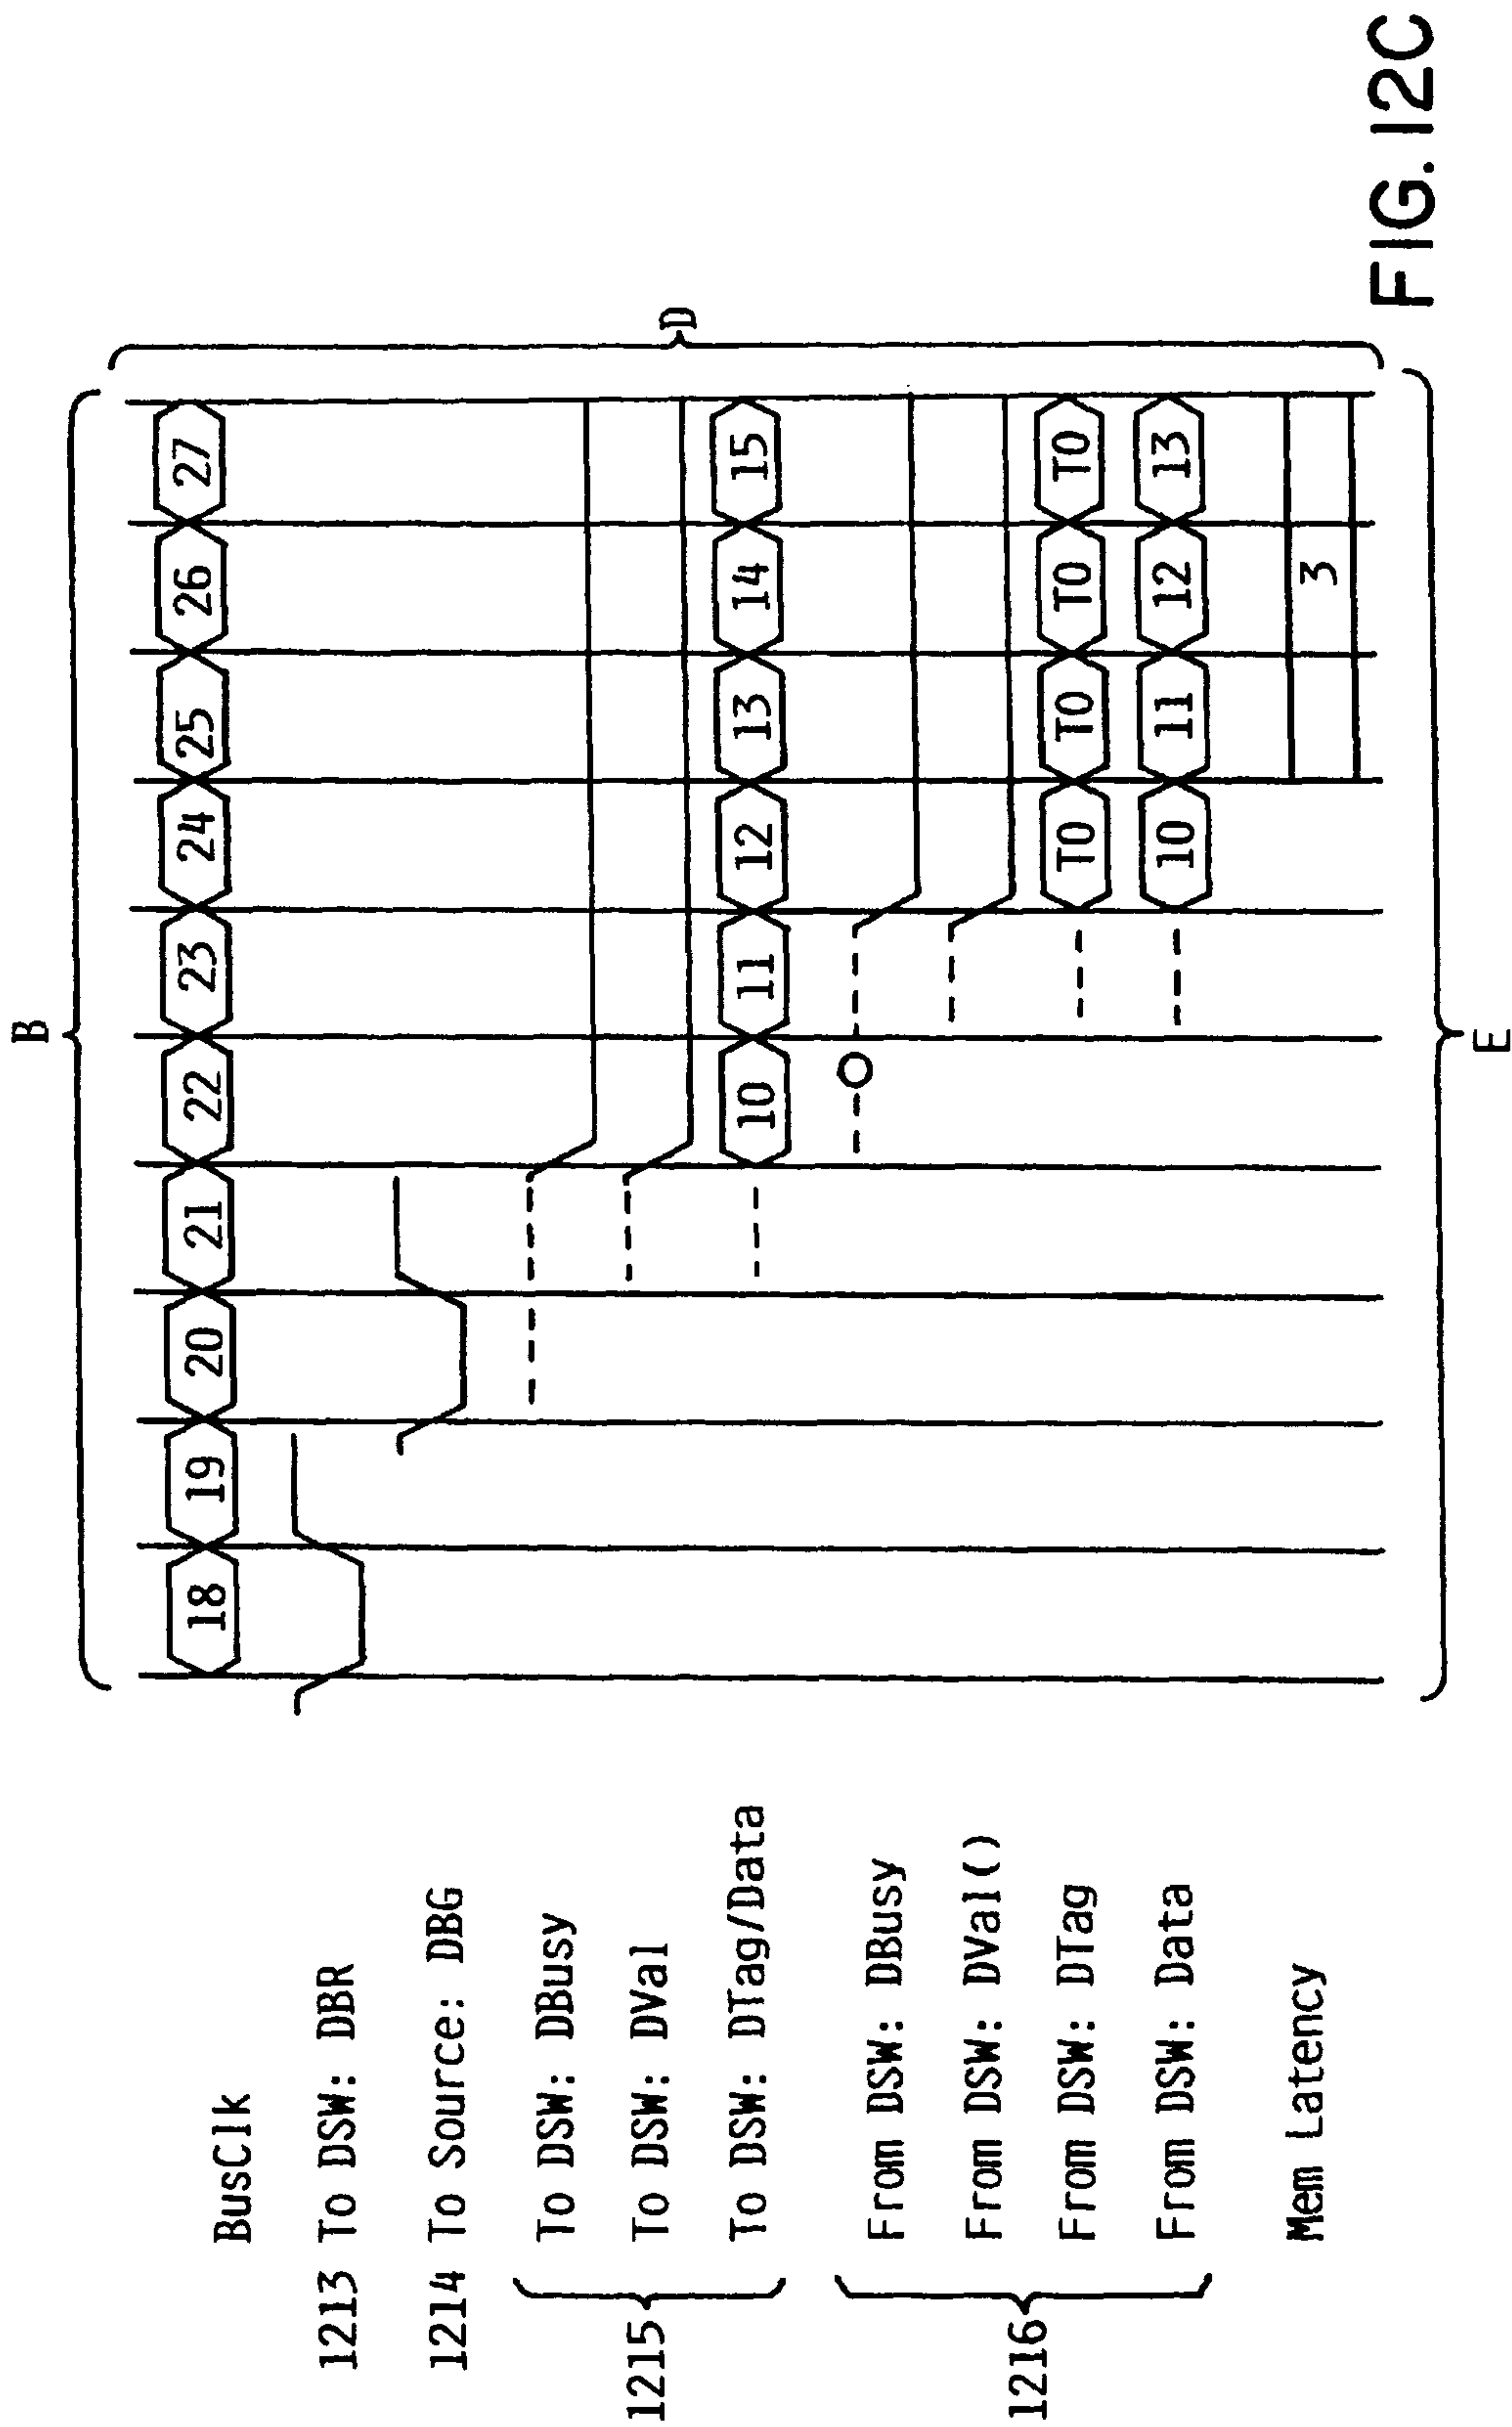 B
BusClk 18 19 20 21 22 23 24 25 26 27
1213 To DSW: DBR
1214 To Source: DBG
1215
To DSW: DBusy
To DSW: DVal
To DSW: DTag/Data 10 11 12 13 14 15
1216
From DSW: DBusy
From DSW: DVal()
From DSW: DTag T0 T0 T0 T0
From DSW: Data 10 11 12 13
Mem Latency 3
D
E
FIG. 12C